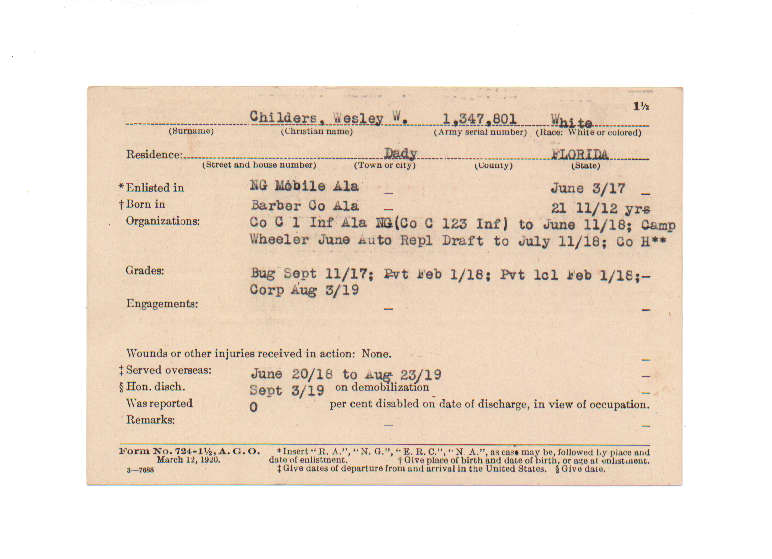 1½
Childers, Wesley W. 1,347,801 White
(Surname) (Christian name) (Army serial number) (Race: White or colored)
Residence: Dady FLORIDA
(Street and house number) (Town or city) (County) (State)
*Enlisted in NG Mobile Ala – June 3/17 –
†Born in Barber Co Ala – 21 11/12 yrs
Organizations: Co C 1 Inf Ala NG(Co C 123 Inf) to June 11/18; Camp
Wheeler June Auto Repl Draft to July 11/18; Co H**
Grades: Bug Sept 11/17; Pvt Feb 1/18; Pvt 1cl Feb 1/18;–
Corp Aug 3/19
Engagements: – –
Wounds or other injuries received in action: None. –
‡Served overseas: June 20/18 to Aug 23/19 –
§Hon. disch. Sept 3/19 on demobilization –
Was reported 0 per cent disabled on date of discharge, in view of occupation.
Remarks: – –
Form No. 724-1½, A. G. O. *Insert "R. A.", "N. G.", "E. R. C.", "N A.", as case may be, followed by place and
March 12, 1920. date of enlistment. †Give place of birth and date of birth, or age at enlistment.
3—7688 ‡Give dates of departure from and arrival in the United States. §Give date.